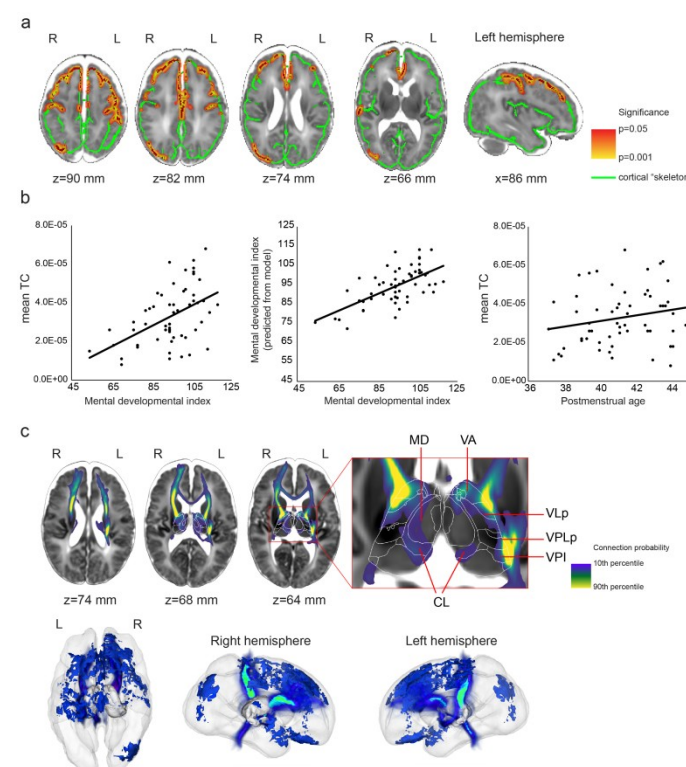 a
R L R L R L R L Left hemisphere
Significance
p=0.05
p=0.001
cortical "skeleton
z=90 mm z=82 mm z=74 mm z=66 mm x=86 mm
b
mean TC
8.0E-05
6.0E-05
4.0E-05
2.0E-05
0.0E+00
45 65 85 105 125
Mental developmental index
Mental developmental index
(predicted from model)
125
115
105
95
85
75
65
55
45
45 65 85 105 125
Mental developmental index
mean TC
8.0E-05
6.0E-05
4.0E-05
2.0E-05
0.0E+00
36 38 40 42 44
Postmenstrual age
c
R L R L R L
MD VA
VLp
VPLp
VPI
CL
Connection probability
10th percentile
90th percentile
z=74 mm z=68 mm z=64 mm
L R Right hemisphere Left hemisphere